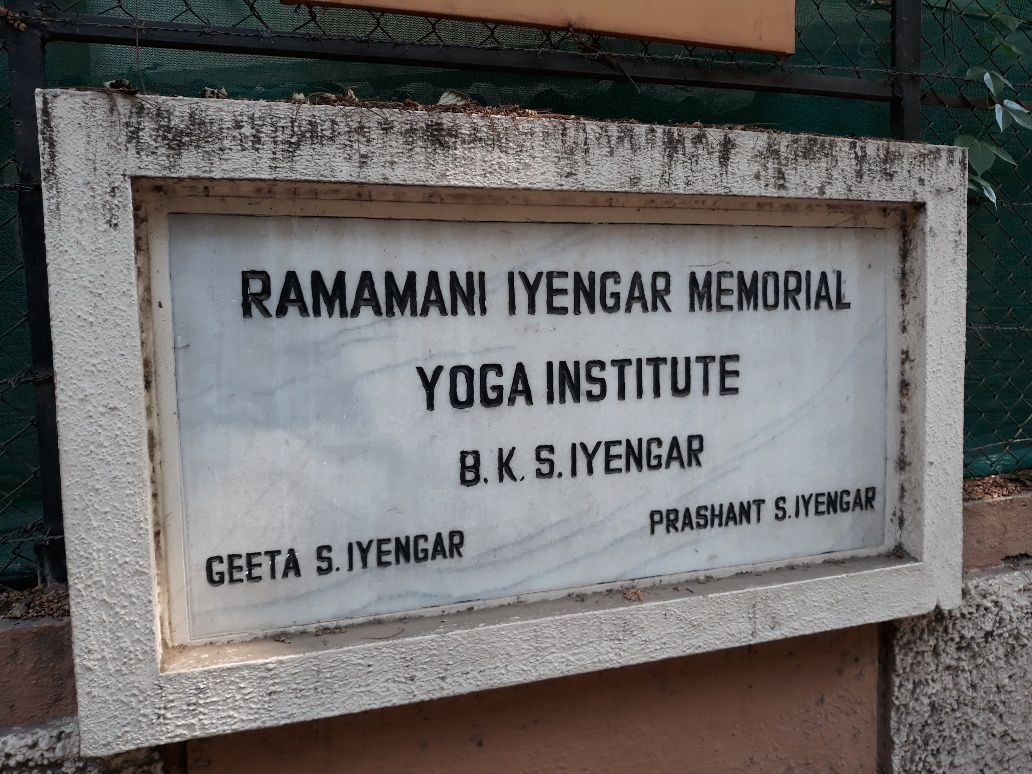 RAMAMANI IYENGAR MEMORIAL
YOGA INSTITUTE
B. K. S. IYENGAR
GEETA S. IYENGAR
PRASHANT S. IYENGAR